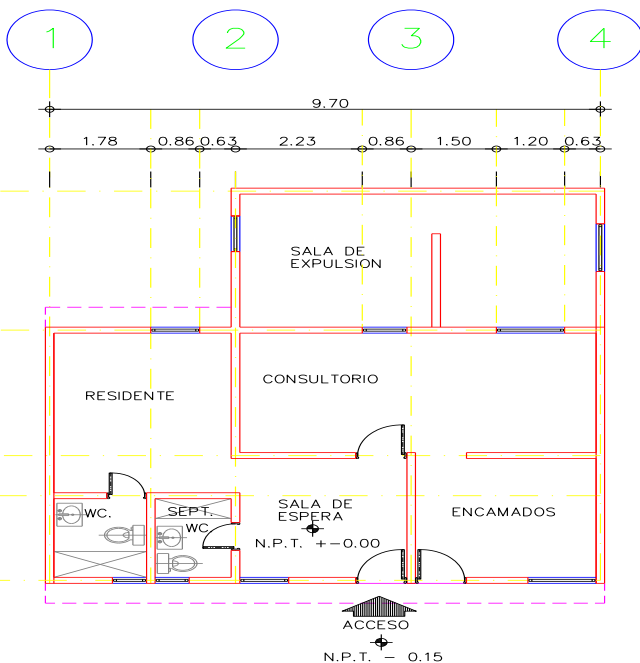 1 2 3 4
9.70
1.78 0.86 0.63 2.23 0.86 1.50 1.20 0.63
SALA DE
EXPULSION
CONSULTORIO
RESIDENTE
WC.
SEPT.
WC
SALA DE
ESPERA
N.P.T. +-0.00
ENCAMADOS
ACCESO
N.P.T. - 0.15